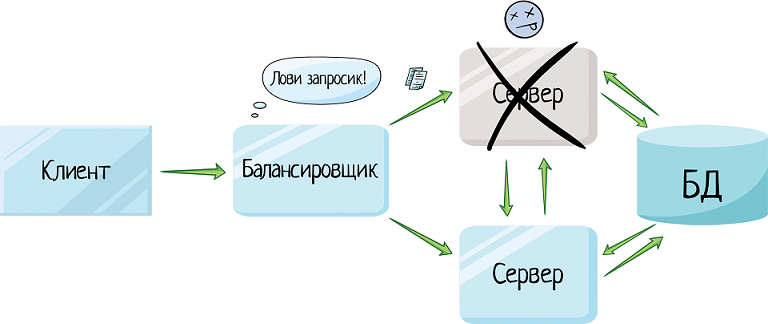 Лови запросик!
Сервер
Клиент
Балансировщик
БД
Сервер